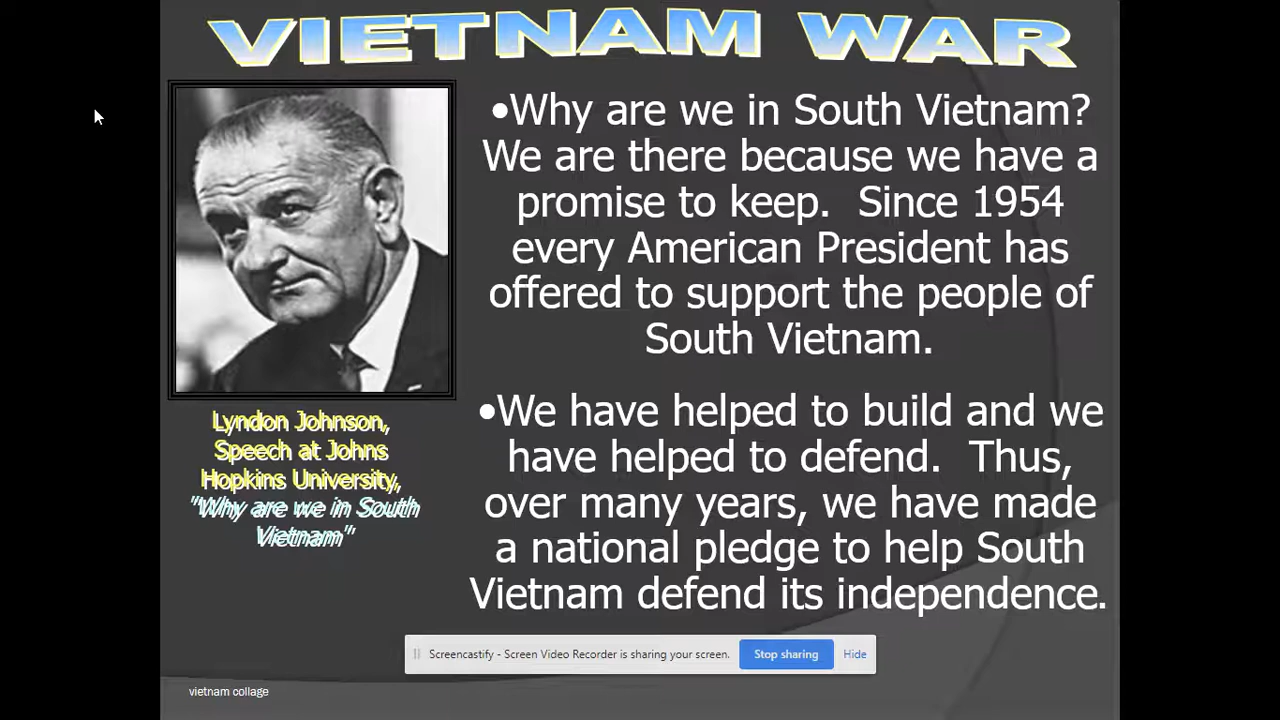 VIETNAM WAR
•Why are we in South Vietnam?
We are there because we have a
promise to keep.  Since 1954
every American President has
offered to support the people of
South Vietnam.
•We have helped to build and we
have helped to defend.  Thus,
over many years, we have made
a national pledge to help South
Vietnam defend its independence.
Lyndon Johnson,
Speech at Johns
Hopkins University,
"Why are we in South
Vietnam"
Screencastify - Screen Video Recorder is sharing your screen. Stop sharing Hide
vietnam collage